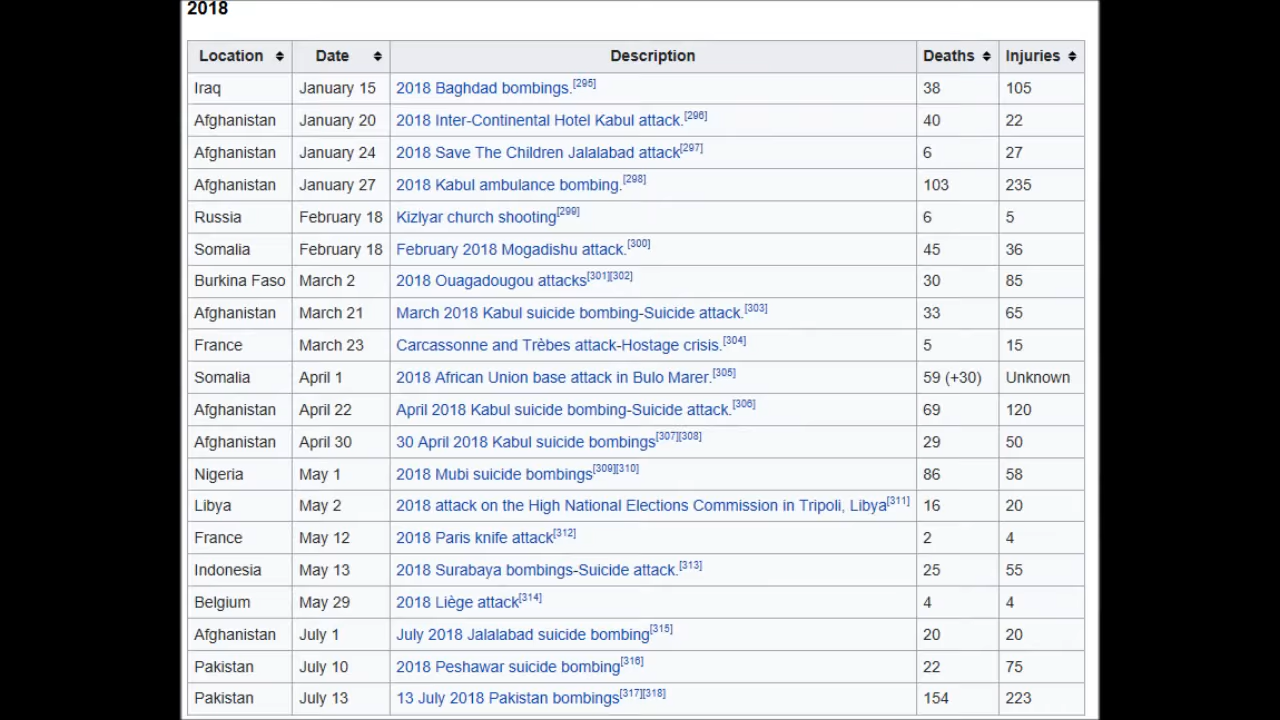 2018
Location Date Description Deaths Injuries
Iraq January 15 2018 Baghdad bombings.[295] 38 105
Afghanistan January 20 2018 Inter-Continental Hotel Kabul attack.[296] 40 22
Afghanistan January 24 2018 Save The Children Jalalabad attack[297] 6 27
Afghanistan January 27 2018 Kabul ambulance bombing.[298] 103 235
Russia February 18 Kizlyar church shooting[299] 6 5
Somalia February 18 February 2018 Mogadishu attack.[300] 45 36
Burkina Faso March 2 2018 Ouagadougou attacks[301][302] 30 85
Afghanistan March 21 March 2018 Kabul suicide bombing-Suicide attack.[303] 33 65
France March 23 Carcassonne and Trèbes attack-Hostage crisis.[304] 5 15
Somalia April 1 2018 African Union base attack in Bulo Marer.[305] 59 (+30) Unknown
Afghanistan April 22 April 2018 Kabul suicide bombing-Suicide attack.[306] 69 120
Afghanistan April 30 30 April 2018 Kabul suicide bombings[307][308] 29 50
Nigeria May 1 2018 Mubi suicide bombings[309][310] 86 58
Libya May 2 2018 attack on the High National Elections Commission in Tripoli, Libya[311] 16 20
France May 12 2018 Paris knife attack[312] 2 4
Indonesia May 13 2018 Surabaya bombings-Suicide attack.[313] 25 55
Belgium May 29 2018 Liège attack[314] 4 4
Afghanistan July 1 July 2018 Jalalabad suicide bombing[315] 20 20
Pakistan July 10 2018 Peshawar suicide bombing[316] 22 75
Pakistan July 13 13 July 2018 Pakistan bombings[317][318] 154 223